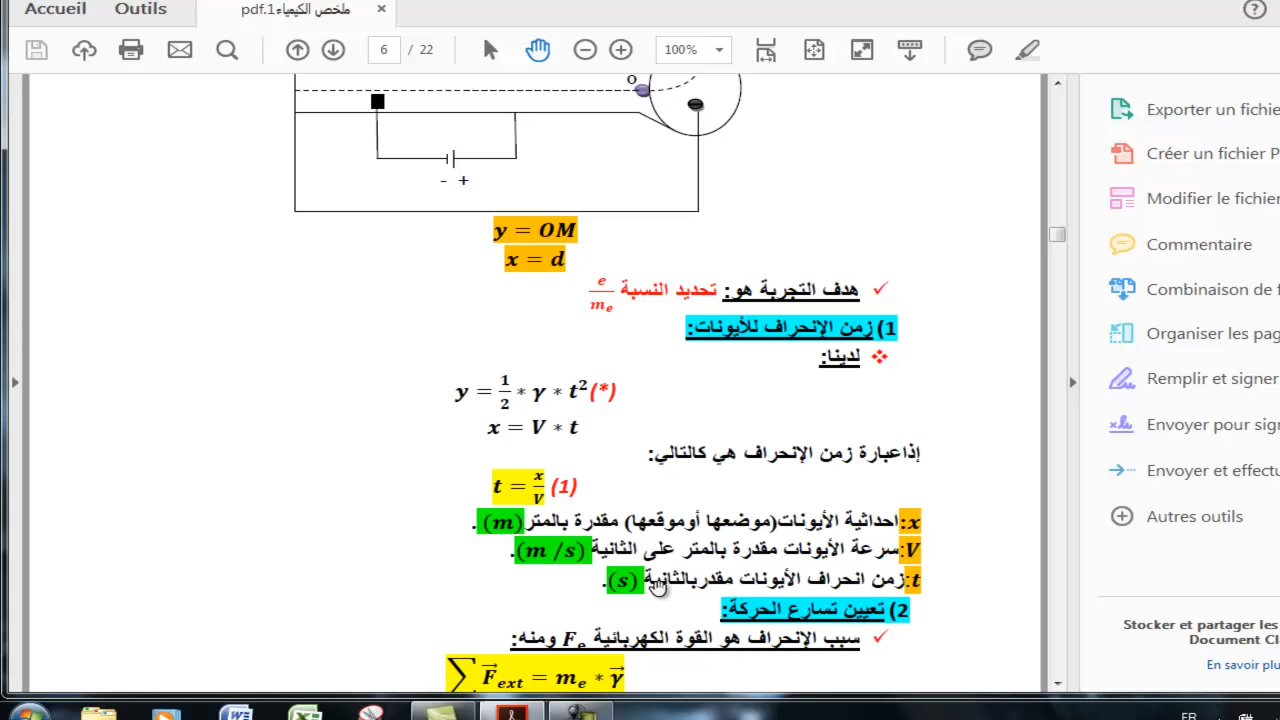 Accueil Outils ملخص الكيمياء1.pdf ×
6 / 22 100%
o
- +
y = OM
x = d
هدف التجربة هو: تحديد النسبة e/mₑ
1) زمن الإنحراف للأيونات:
لدينا:
y = 1/2 * γ * t² (*)
x = V * t
إذاعبارة زمن الإنحراف هي كالتالي:
t = x/V (1)
x: احداثية الأيونات(موضعها أوموقعها) مقدرة بالمتر(m).
V:سرعة الأيونات مقدرة بالمتر على الثانية(m/s).
t:زمن انحراف الأيونات مقدربالثانية(s).
2) تعيين تسارع الحركة:
سبب الإنحراف هو القوة الكهربائية Fₑ ومنه:
∑ F⃗ₑₓₜ = mₑ * γ⃗
Exporter un fichie
Créer un fichier P
Modifier le fichie
Commentaire
Combinaison de f
Organiser les pag
Remplir et signer
Envoyer pour sign
Envoyer et effectu
Autres outils
Stocker et partager les
Document Cl
En savoir plu
FR